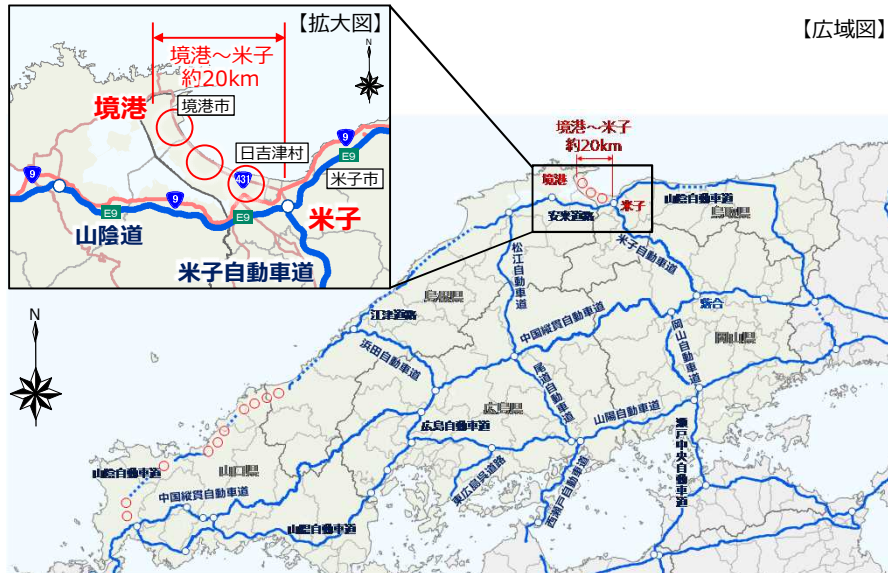 【拡大図】
【広域図】
境港～米子
約20km
N
境港
境港市
日吉津村
431
9
E9
米子市
9
E9
9
E9
山陰道
米子
米子自動車道
境港～米子
約20km
境港
米子
山陰自動車道
鳥取県
安来道路
松江自動車道
米子自動車道
島根県
江津道路
落合
中国縦貫自動車道
岡山自動車道
岡山県
N
浜田自動車道
尾道自動車道
広島県
山陽自動車道
広島自動車道
瀬戸中央自動車道
山陰自動車道
山口県
東広島呉道路
西瀬戸自動車道
中国縦貫自動車道
山陽自動車道